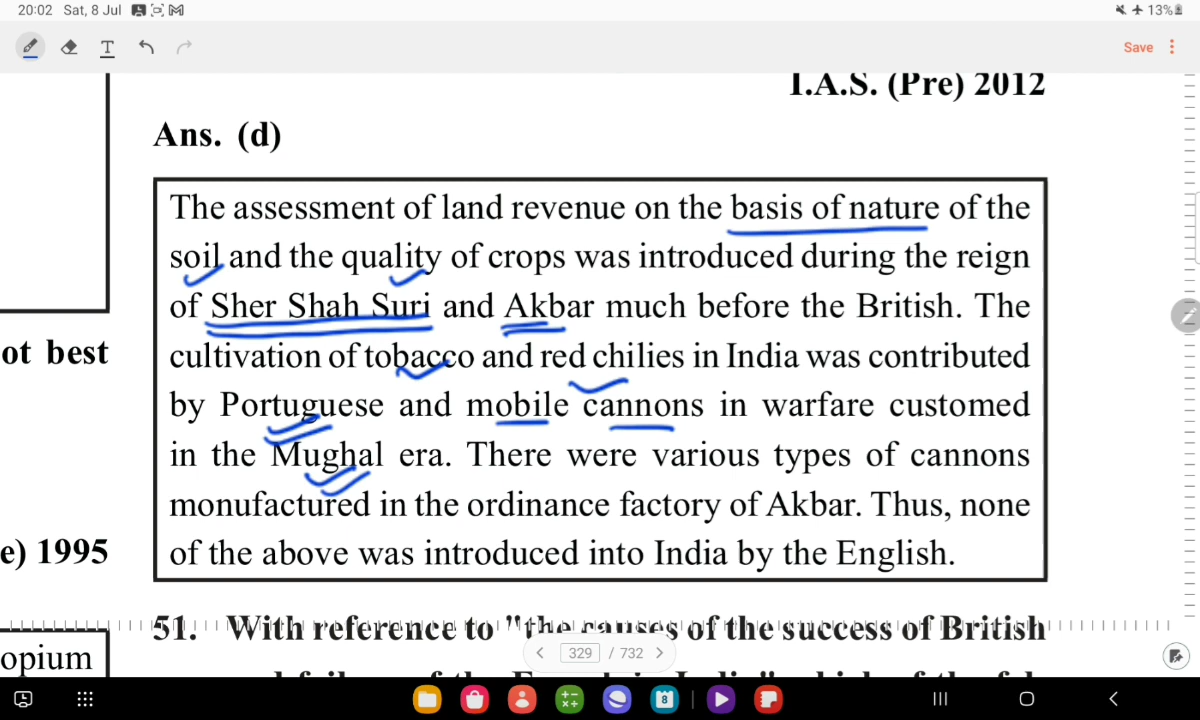 20:02 Sat, 8 Jul
13%
T
Save
I.A.S. (Pre) 2012
Ans. (d)
The assessment of land revenue on the basis of nature of the
soil and the quality of crops was introduced during the reign
of Sher Shah Suri and Akbar much before the British. The
cultivation of tobacco and red chilies in India was contributed
by Portuguese and mobile cannons in warfare customed
in the Mughal era. There were various types of cannons
monufactured in the ordinance factory of Akbar. Thus, none
of the above was introduced into India by the English.
ot best
e) 1995
51. With reference to "the causes of the success of British
opium
329 / 732
8